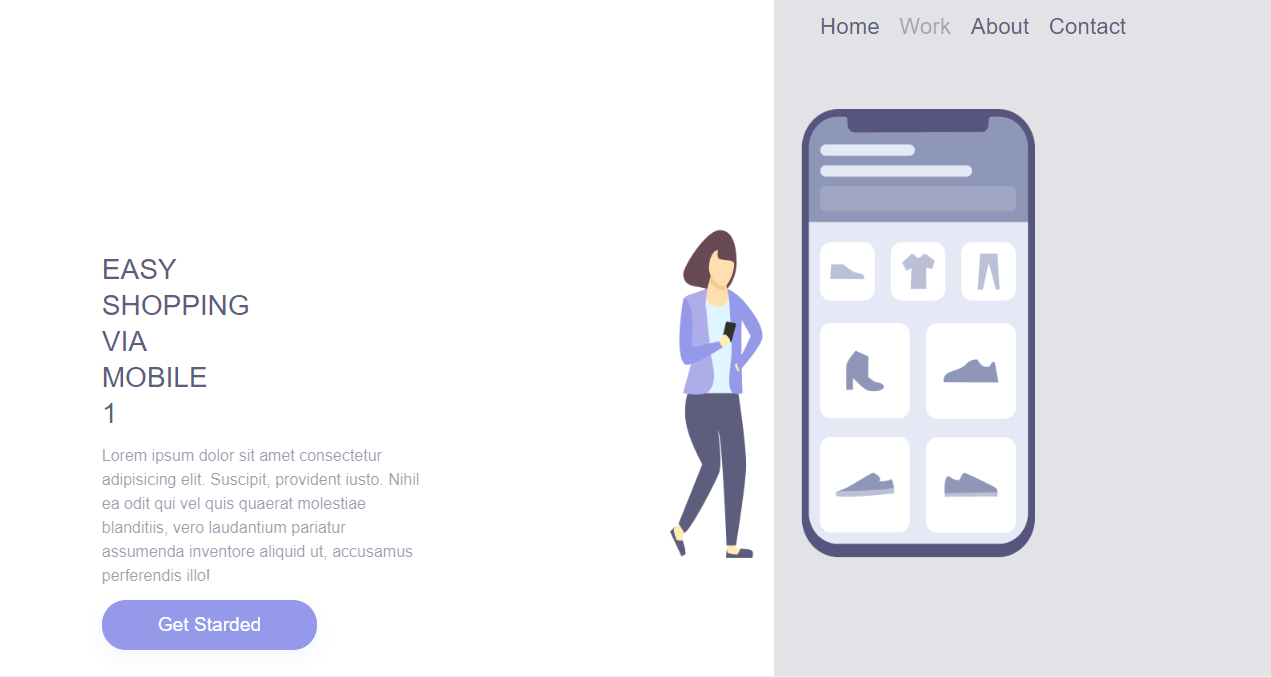 Home Work About Contact
EASY
SHOPPING
VIA
MOBILE
1
Lorem ipsum dolor sit amet consectetur
adipisicing elit. Suscipit, provident iusto. Nihil
ea odit qui vel quis quaerat molestiae
blanditiis, vero laudantium pariatur
assumenda inventore aliquid ut, accusamus
perferendis illo!
Get Starded